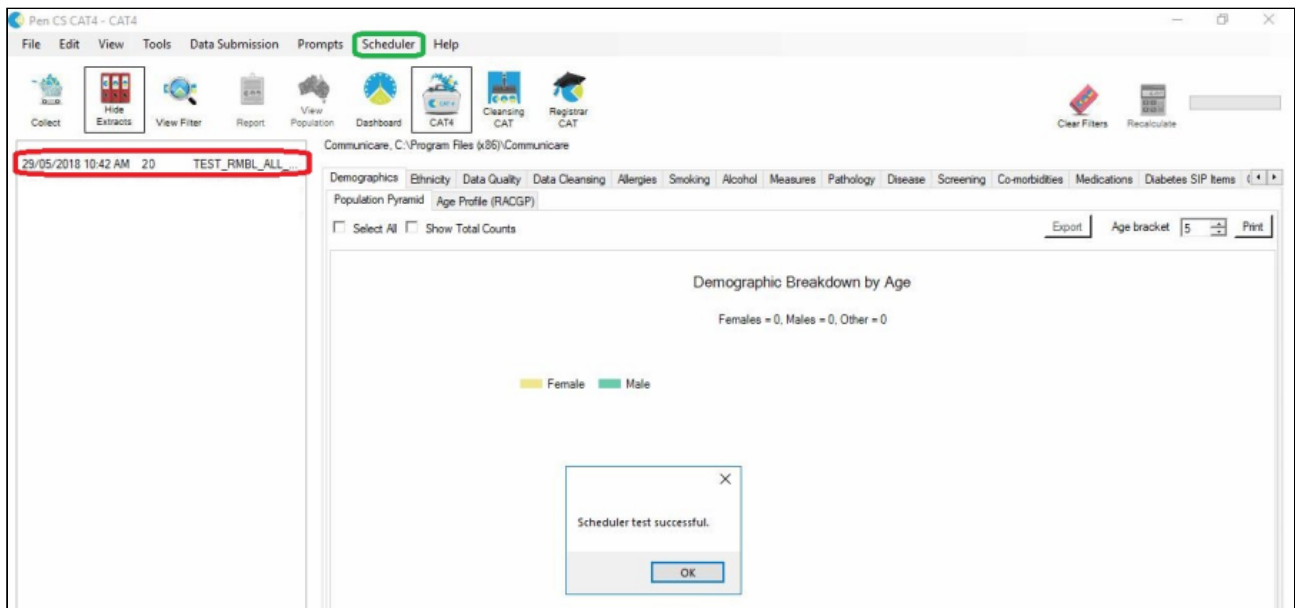 Pen CS CAT4 - CAT4
File Edit View Tools Data Submission Prompts Scheduler Help
Collect
Hide Extracts
View Filter
Report
View Population
Dashboard
CAT4
Cleansing CAT
Registrar CAT
Clear Filters
Recalculate
Communicare, C:\Program Files (x86)\Communicare
29/05/2018 10:42 AM 20 TEST_RMBL_ALL_...
Demographics Ethnicity Data Quality Data Cleansing Allergies Smoking Alcohol Measures Pathology Disease Screening Co-morbidities Medications Diabetes SIP Items
Population Pyramid Age Profile (RACGP)
Select All Show Total Counts Export Age bracket 5 Print
Demographic Breakdown by Age
Females = 0, Males = 0, Other = 0
Female Male
Scheduler test successful.
OK